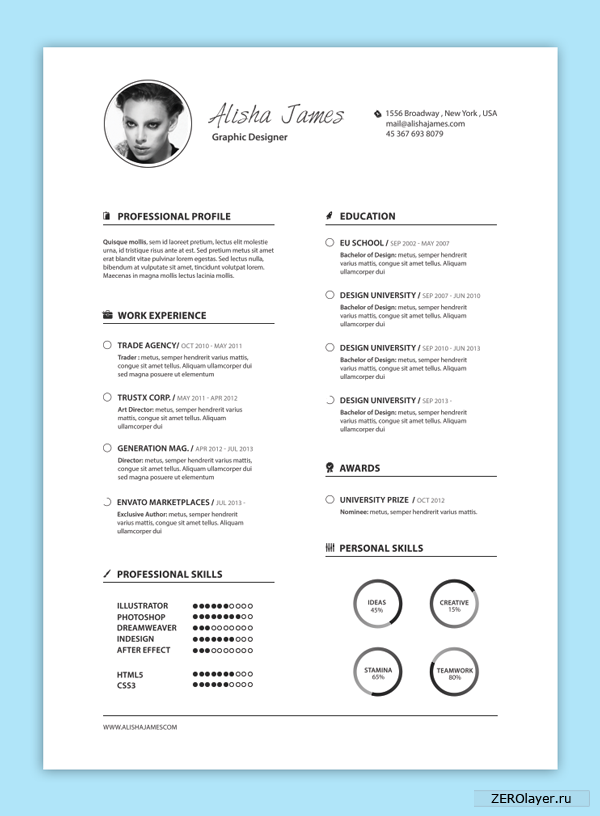 Alisha James
Graphic Designer
1556 Broadway , New York , USA
mail@alishajames.com
45 367 693 8079
PROFESSIONAL PROFILE
Quisque mollis, sem id laoreet pretium, lectus elit molestie
urna, id tristique risus ante at est. Sed pretium metus sit amet
erat blandit vitae pulvinar lorem egestas. Sed lectus nulla,
bibendum at vulputate sit amet, tincidunt volutpat lacus.
Maecenas in magna mollis lectus lacinia mollis.
WORK EXPERIENCE
TRADE AGENCY/ OCT 2010 - MAY 2011
Trader : metus, semper hendrerit varius mattis,
congue sit amet tellus. Aliquam ullamcorper dui
sed magna posuere ut elementum
TRUSTX CORP. / MAY 2011 - APR 2012
Art Director: metus, semper hendrerit varius
mattis, congue sit amet tellus. Aliquam
ullamcorper dui
GENERATION MAG. / APR 2012 - JUL 2013
Director: metus, semper hendrerit varius mattis,
congue sit amet tellus. Aliquam ullamcorper dui
sed magna posuere ut elementum
ENVATO MARKETPLACES / JUL 2013 -
Exclusive Author: metus, semper hendrerit
varius mattis, congue sit amet tellus. Aliquam
ullamcorper dui
PROFESSIONAL SKILLS
ILLUSTRATOR
PHOTOSHOP
DREAMWEAVER
INDESIGN
AFTER EFFECT
HTML5
CSS3
EDUCATION
EU SCHOOL / SEP 2002 - MAY 2007
Bachelor of Design: metus, semper hendrerit
varius mattis, congue sit amet tellus. Aliquam
ullamcorper dui
DESIGN UNIVERSITY / SEP 2007 - JUN 2010
Bachelor of Design: metus, semper hendrerit
varius mattis, congue sit amet tellus. Aliquam
ullamcorper dui
DESIGN UNIVERSITY / SEP 2010 - JUN 2013
Bachelor of Design: metus, semper hendrerit
varius mattis, congue sit amet tellus. Aliquam
ullamcorper dui
DESIGN UNIVERSITY / SEP 2013 -
Bachelor of Design: metus, semper hendrerit
varius mattis, congue sit amet tellus. Aliquam
ullamcorper dui
AWARDS
UNIVERSITY PRIZE / OCT 2012
Nominee: metus, semper hendrerit varius mattis.
PERSONAL SKILLS
IDEAS
45%
CREATIVE
15%
STAMINA
65%
TEAMWORK
80%
WWW.ALISHAJAMESCOM
ZEROlayer.ru